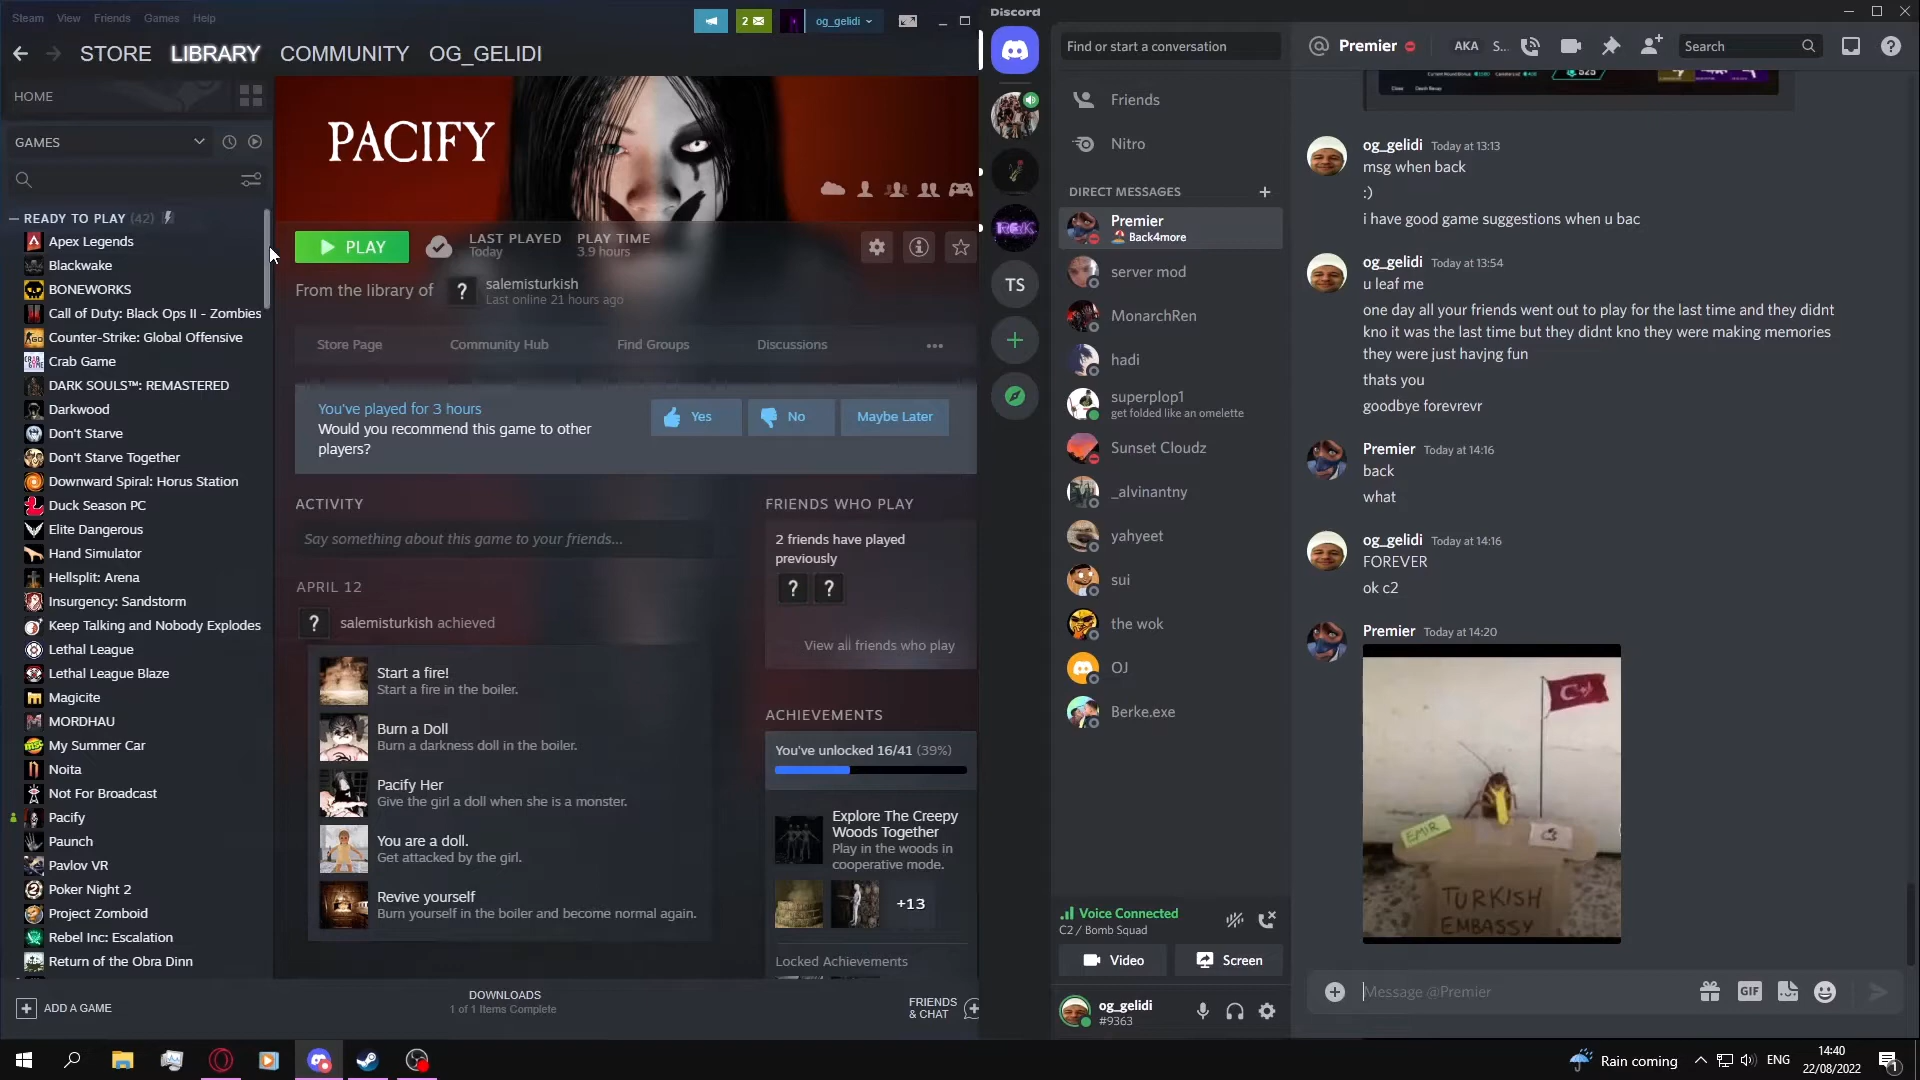 Steam View Friends Games Help
2
og_gelidi
STORE LIBRARY COMMUNITY OG_GELIDI
HOME
GAMES
READY TO PLAY (42)
Apex Legends
Blackwake
BONEWORKS
Call of Duty: Black Ops II - Zombies
Counter-Strike: Global Offensive
Crab Game
DARK SOULS™: REMASTERED
Darkwood
Don't Starve
Don't Starve Together
Downward Spiral: Horus Station
Duck Season PC
Elite Dangerous
Hand Simulator
Hellsplit: Arena
Insurgency: Sandstorm
Keep Talking and Nobody Explodes
Lethal League
Lethal League Blaze
Magicite
MORDHAU
My Summer Car
Noita
Not For Broadcast
Pacify
Paunch
Pavlov VR
Poker Night 2
Project Zomboid
Rebel Inc: Escalation
Return of the Obra Dinn
ADD A GAME
PACIFY
PLAY
LAST PLAYED
Today
PLAY TIME
3.9 hours
From the library of
salemisturkish
Last online 21 hours ago
Store Page Community Hub Find Groups Discussions
You've played for 3 hours
Would you recommend this game to other
players?
Yes
No
Maybe Later
ACTIVITY
Say something about this game to your friends...
APRIL 12
salemisturkish achieved
Start a fire!
Start a fire in the boiler.
Burn a Doll
Burn a darkness doll in the boiler.
Pacify Her
Give the girl a doll when she is a monster.
You are a doll.
Get attacked by the girl.
Revive yourself
Burn yourself in the boiler and become normal again.
FRIENDS WHO PLAY
2 friends have played
previously
View all friends who play
ACHIEVEMENTS
You've unlocked 16/41 (39%)
Explore The Creepy
Woods Together
Play in the woods in
cooperative mode.
+13
Locked Achievements
DOWNLOADS
1 of 1 Items Complete
FRIENDS
& CHAT
Discord
TS
Find or start a conversation
Friends
Nitro
DIRECT MESSAGES
Premier
Back4more
server mod
MonarchRen
hadi
superplop1
get folded like an omelette
Sunset Cloudz
_alvinantny
yahyeet
sui
the wok
OJ
Berke.exe
Voice Connected
C2 / Bomb Squad
Video
Screen
og_gelidi
#9363
Premier
AKA S...
Search
og_gelidi Today at 13:13
msg when back
:)
i have good game suggestions when u bac
og_gelidi Today at 13:54
u leaf me
one day all your friends went out to play for the last time and they didnt
kno it was the last time but they didnt kno they were making memories
they were just havjng fun
thats you
goodbye forevrevr
Premier Today at 14:16
back
what
og_gelidi Today at 14:16
FOREVER
ok c2
Premier Today at 14:20
EMIR
TURKISH
EMBASSY
Message @Premier
GIF
Rain coming
ENG
14:40
22/08/2022
1